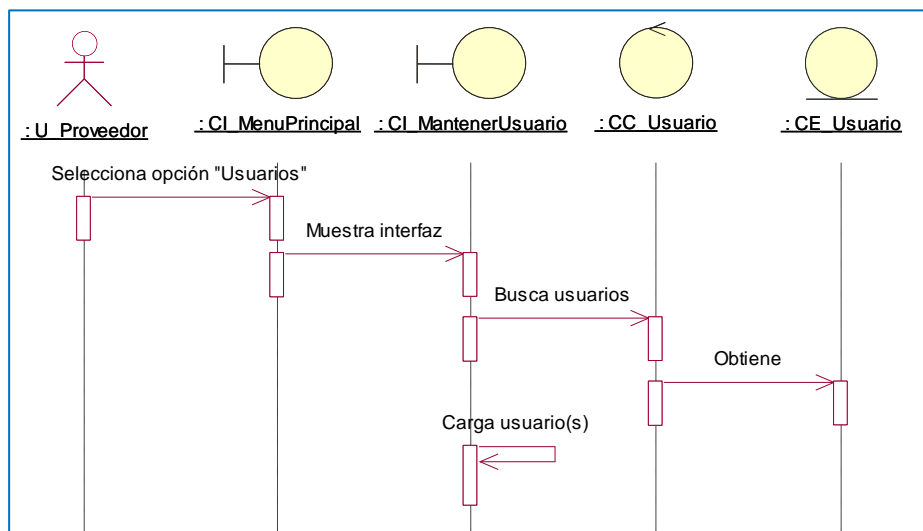 : U_Proveedor
: CI_MenuPrincipal
: CI_MantenerUsuario
: CC_Usuario
: CE_Usuario
Selecciona opción "Usuarios"
Muestra interfaz
Busca usuarios
Obtiene
Carga usuario(s)